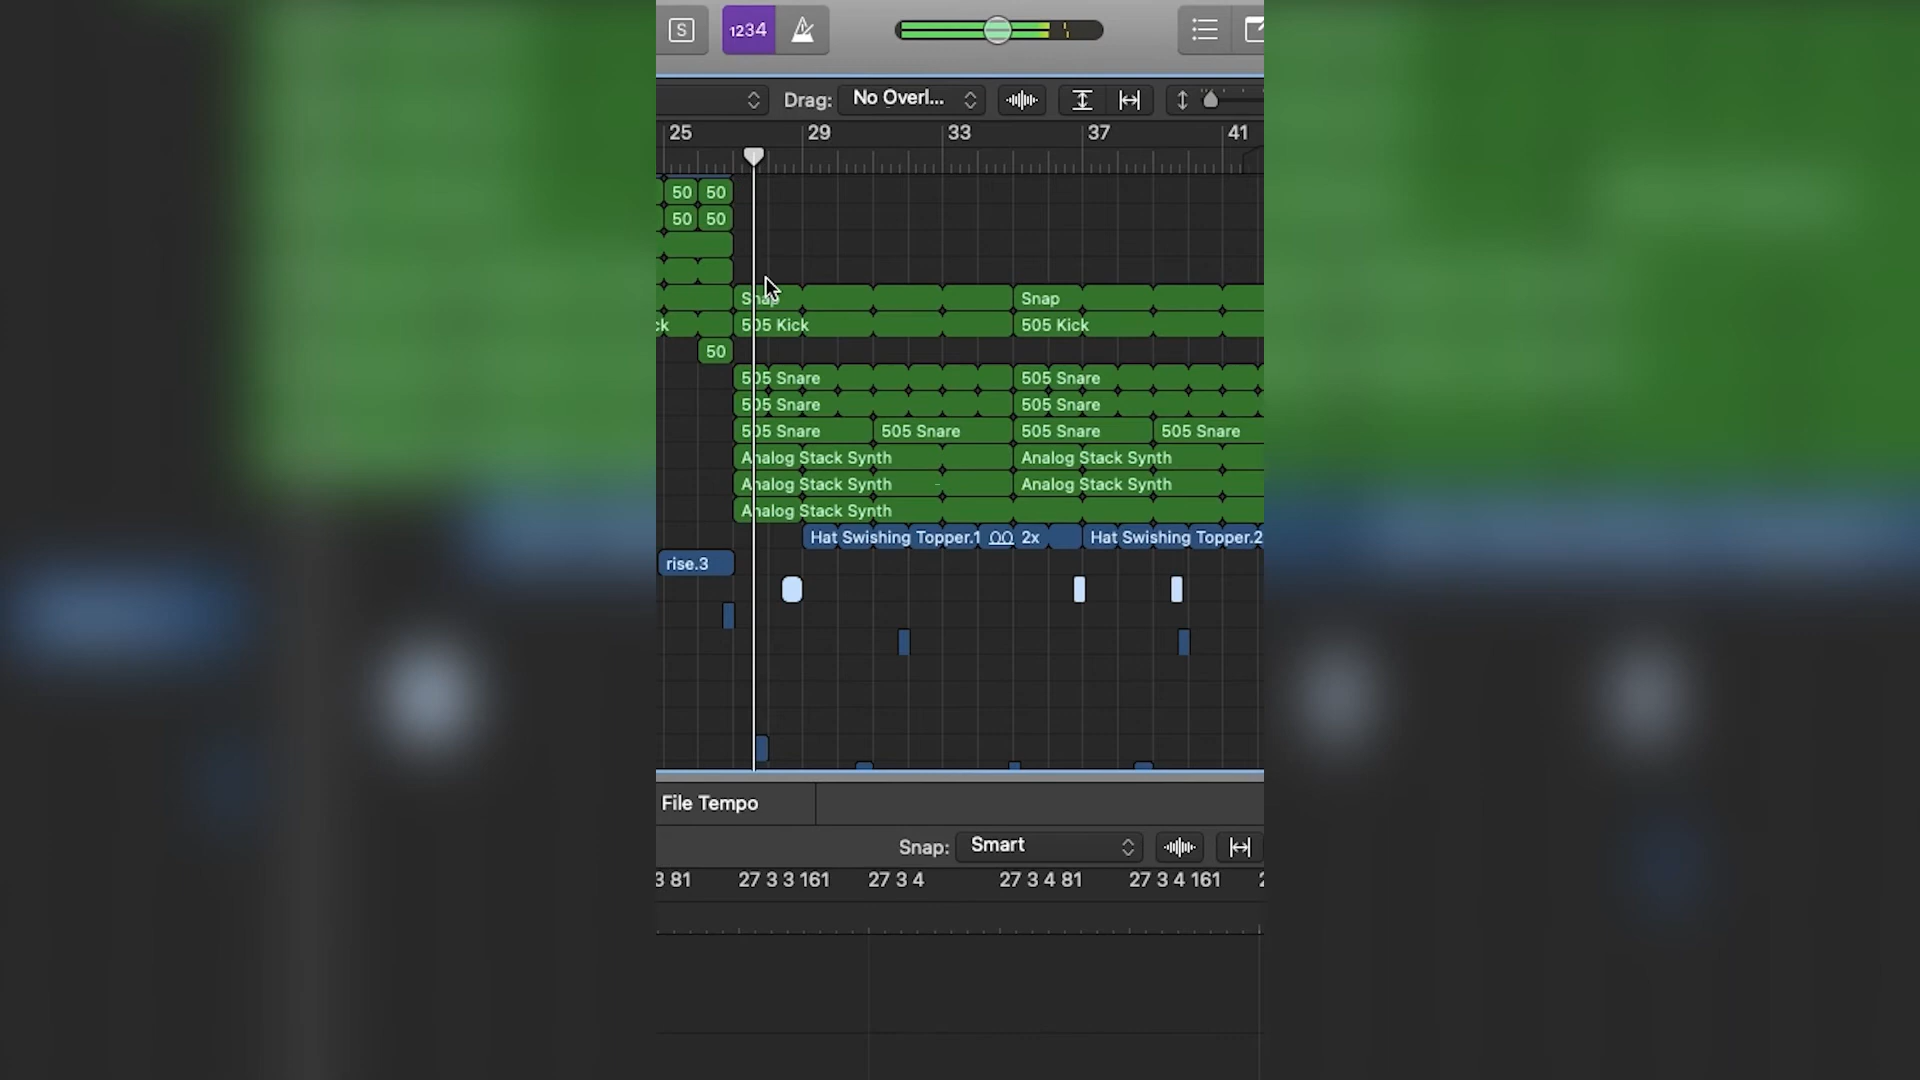 S 1234
Drag: No Overl...
25 29 33 37 41
50 50
50 50
Snap Snap
ck 505 Kick 505 Kick
50
505 Snare 505 Snare
505 Snare 505 Snare
505 Snare 505 Snare 505 Snare 505 Snare
Analog Stack Synth Analog Stack Synth
Analog Stack Synth Analog Stack Synth
Analog Stack Synth
Hat Swishing Topper.1 2x Hat Swishing Topper.2
rise.3
File Tempo
Snap: Smart
3 81 27 3 3 161 27 3 4 27 3 4 81 27 3 4 161 2